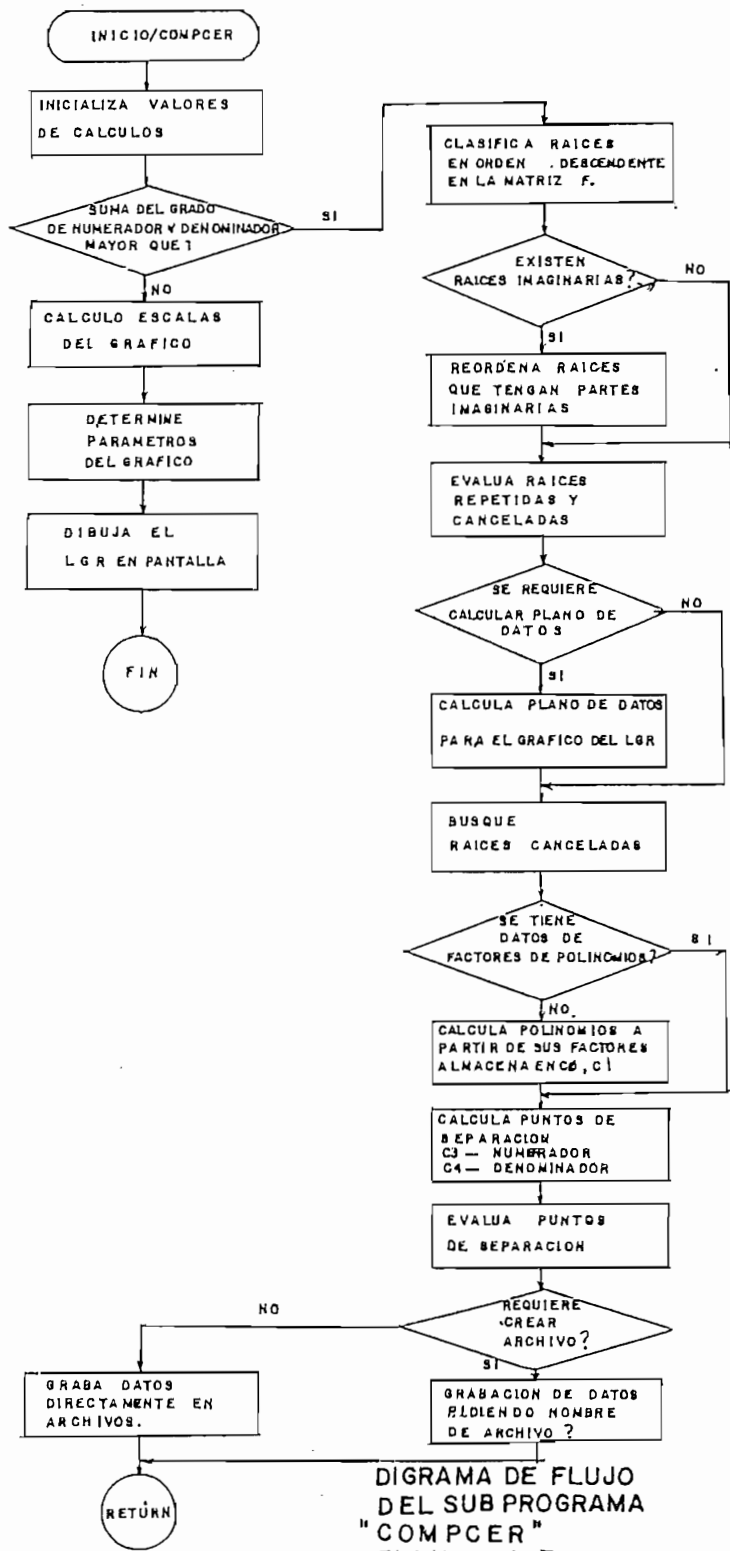 INICIO/COMPCER
INICIALIZA VALORES
DE CALCULOS
SUMA DEL GRADO
DE NUMERADOR Y DENOMINADOR
MAYOR QUE 1
SI
NO
CALCULO ESCALAS
DEL GRAFICO
DETERMINE
PARAMETROS
DEL GRAFICO
DIBUJA EL
L G R EN PANTALLA
FIN
CLASIFICA RAICES
EN ORDEN . DESCENDENTE
EN LA MATRIZ F.
EXISTEN
RAICES IMAGINARIAS?
NO
SI
REORDENA RAICES
QUE TENGAN PARTES
IMAGINARIAS
EVALUA RAICES
REPETIDAS Y
CANCELADAS
SE REQUIERE
CALCULAR PLANO DE
DATOS
NO
SI
CALCULA PLANO DE DATOS
PARA EL GRAFICO DEL LGR
BUSQUE
RAICES CANCELADAS
SE TIENE
DATOS DE
FACTORES DE POLINOMIOS?
SI
NO.
CALCULA POLINOMIOS A
PARTIR DE SUS FACTORES
ALMACENA EN CØ, C1
CALCULA PUNTOS DE
SEPARACION
C3 — NUMERADOR
C4 — DENOMINADOR
EVALUA PUNTOS
DE SEPARACION
REQUIERE
CREAR
ARCHIVO?
NO
SI
GRABA DATOS
DIRECTAMENTE EN
ARCHIVOS.
GRABACION DE DATOS
PIDIENDO NOMBRE
DE ARCHIVO ?
RETURN
DIGRAMA DE FLUJO
DEL SUB PROGRAMA
"COMPCER"